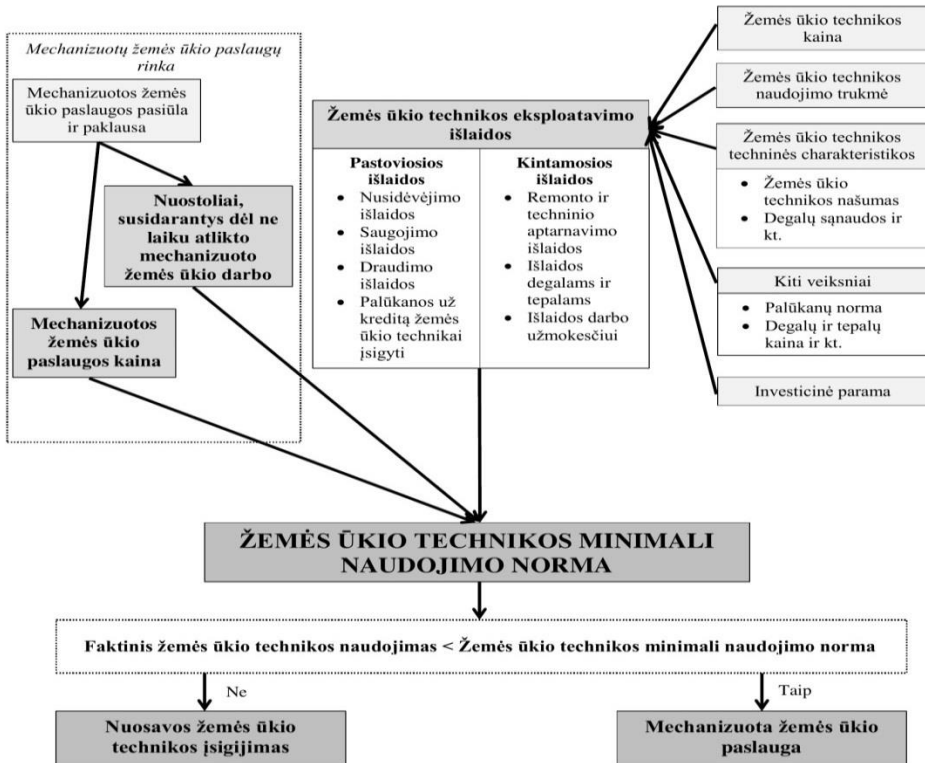 Mechanizuotų žemės ūkio paslaugų
rinka
Mechanizuotos žemės
ūkio paslaugos pasiūla
ir paklausa
Nuostoliai,
susidarantys dėl ne
laiku atlikto
mechanizuoto
žemės ūkio darbo
Mechanizuotos
žemės ūkio
paslaugos kaina
Žemės ūkio technikos eksploatavimo
išlaidos
Pastoviosios
išlaidos
• Nusidėvėjimo
išlaidos
• Saugojimo
išlaidos
• Draudimo
išlaidos
• Palūkanos už
kreditą žemės
ūkio technikai
įsigyti
Kintamosios
išlaidos
• Remonto ir
techninio
aptarnavimo
išlaidos
• Išlaidos
degalams ir
tepalams
• Išlaidos darbo
užmokesčiui
Žemės ūkio technikos
kaina
Žemės ūkio technikos
naudojimo trukmė
Žemės ūkio technikos
techninės charakteristikos
• Žemės ūkio
technikos našumas
• Degalų sąnaudos ir
kt.
Kiti veiksniai
• Palūkanų norma
• Degalų ir tepalų
kaina ir kt.
Investicinė parama
ŽEMĖS ŪKIO TECHNIKOS MINIMALI
NAUDOJIMO NORMA
Faktinis žemės ūkio technikos naudojimas < Žemės ūkio technikos minimali naudojimo norma
Ne
Taip
Nuosavos žemės ūkio
technikos įsigijimas
Mechanizuota žemės ūkio
paslauga